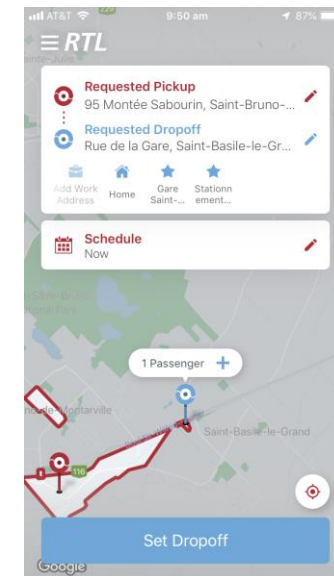 AT&T 9:50 am 87%
RTL
Sainte-Julie
Requested Pickup
95 Montée Sabourin, Saint-Bruno-...
Requested Dropoff
Rue de la Gare, Saint-Basile-le-Gr...
Add Work Address
Home
Gare Saint-...
Stationn ement...
Schedule
Now
1 Passenger +
Saint-Basile-le-Grand
116
Set Dropoff
Google